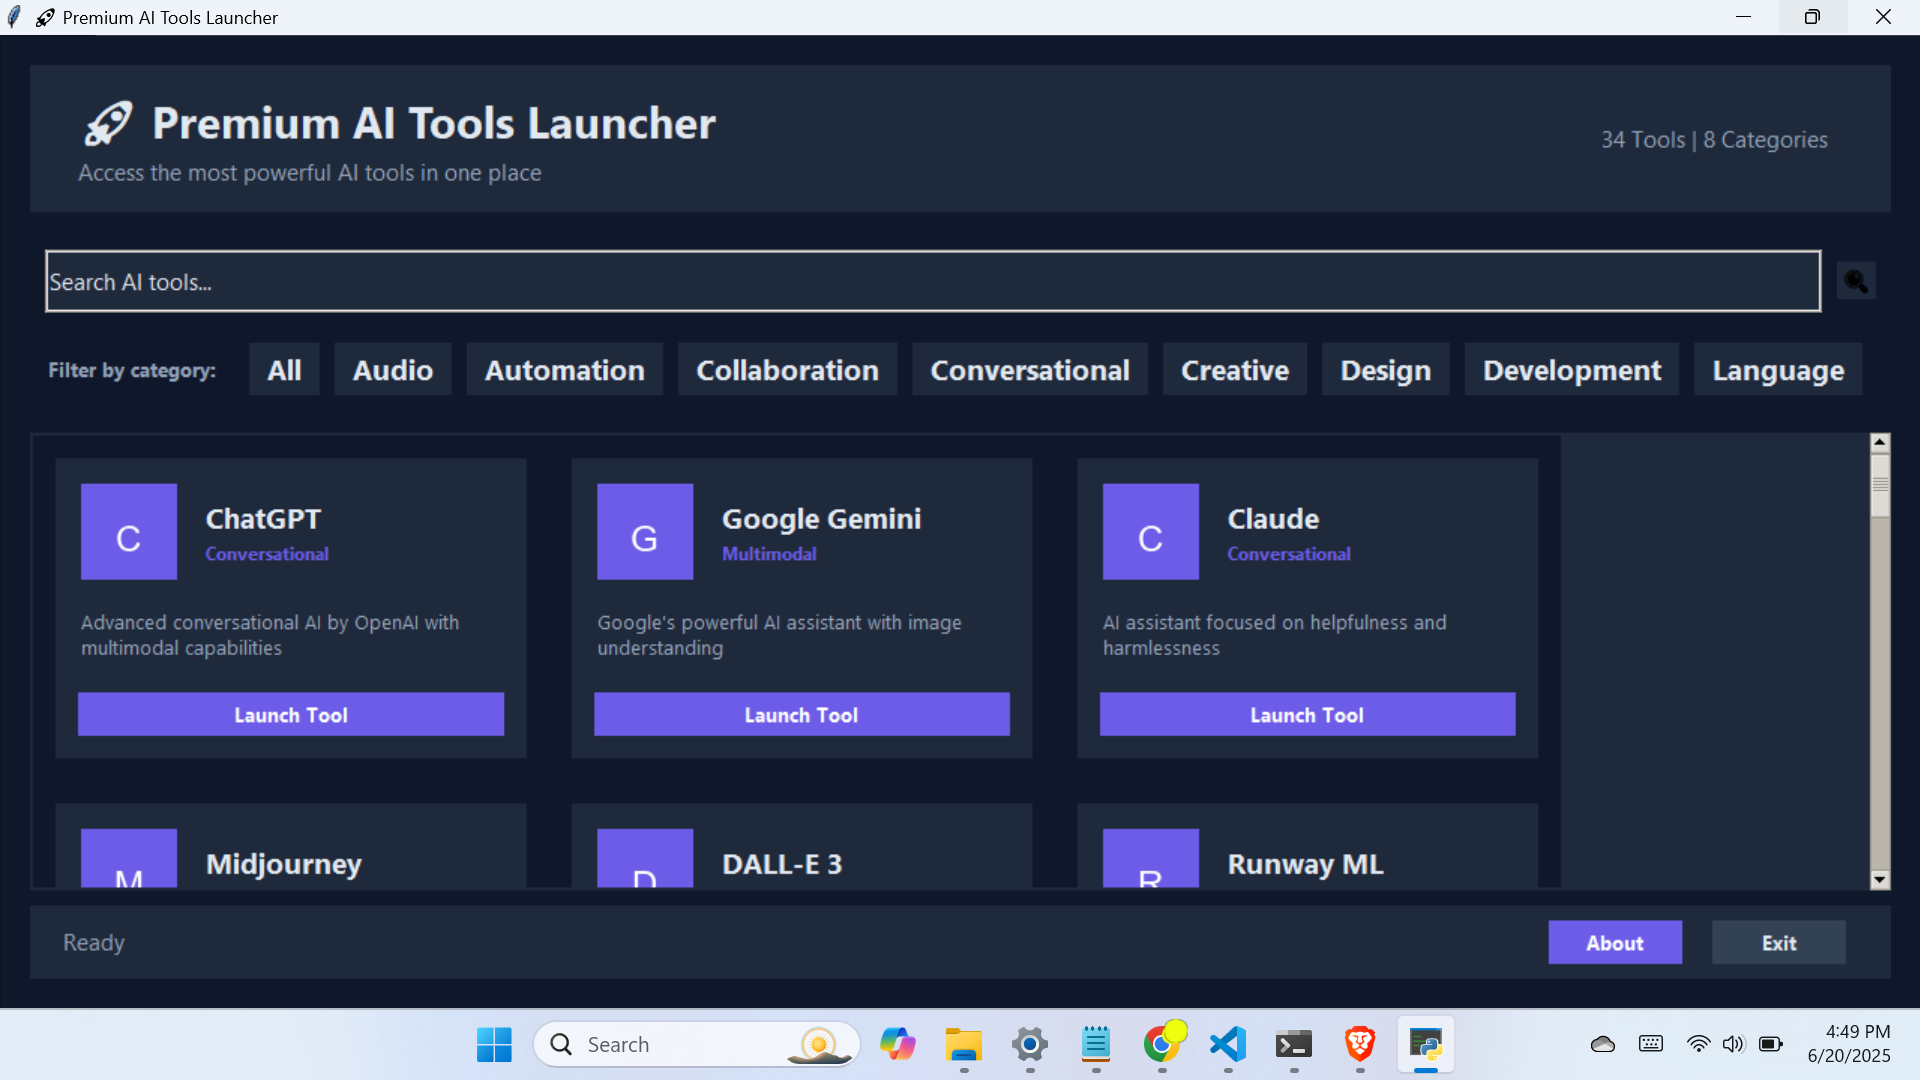 Premium AI Tools Launcher
Premium AI Tools Launcher
Access the most powerful AI tools in one place
34 Tools | 8 Categories
Search AI tools...
Filter by category: All Audio Automation Collaboration Conversational Creative Design Development Language
C
ChatGPT
Conversational
Advanced conversational AI by OpenAI with
multimodal capabilities
Launch Tool
G
Google Gemini
Multimodal
Google's powerful AI assistant with image
understanding
Launch Tool
C
Claude
Conversational
AI assistant focused on helpfulness and
harmlessness
Launch Tool
M
Midjourney
D
DALL-E 3
R
Runway ML
Ready
About
Exit
Search
4:49 PM
6/20/2025